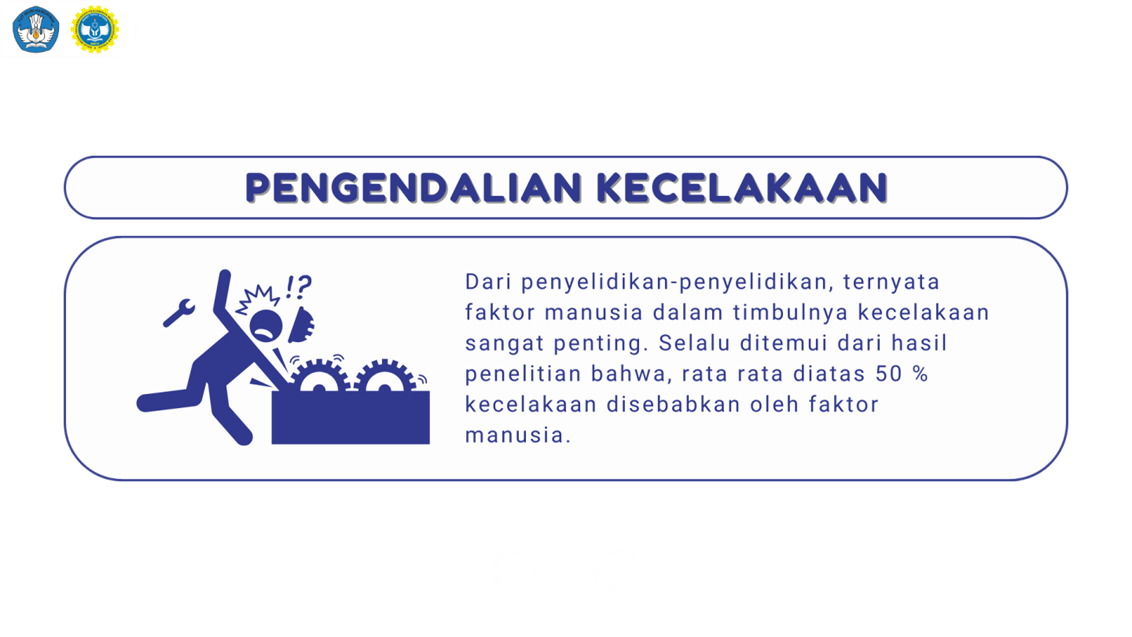 PENGENDALIAN KECELAKAAN
!?
Dari penyelidikan-penyelidikan, ternyata
faktor manusia dalam timbulnya kecelakaan
sangat penting. Selalu ditemui dari hasil
penelitian bahwa, rata rata diatas 50 %
kecelakaan disebabkan oleh faktor
manusia.